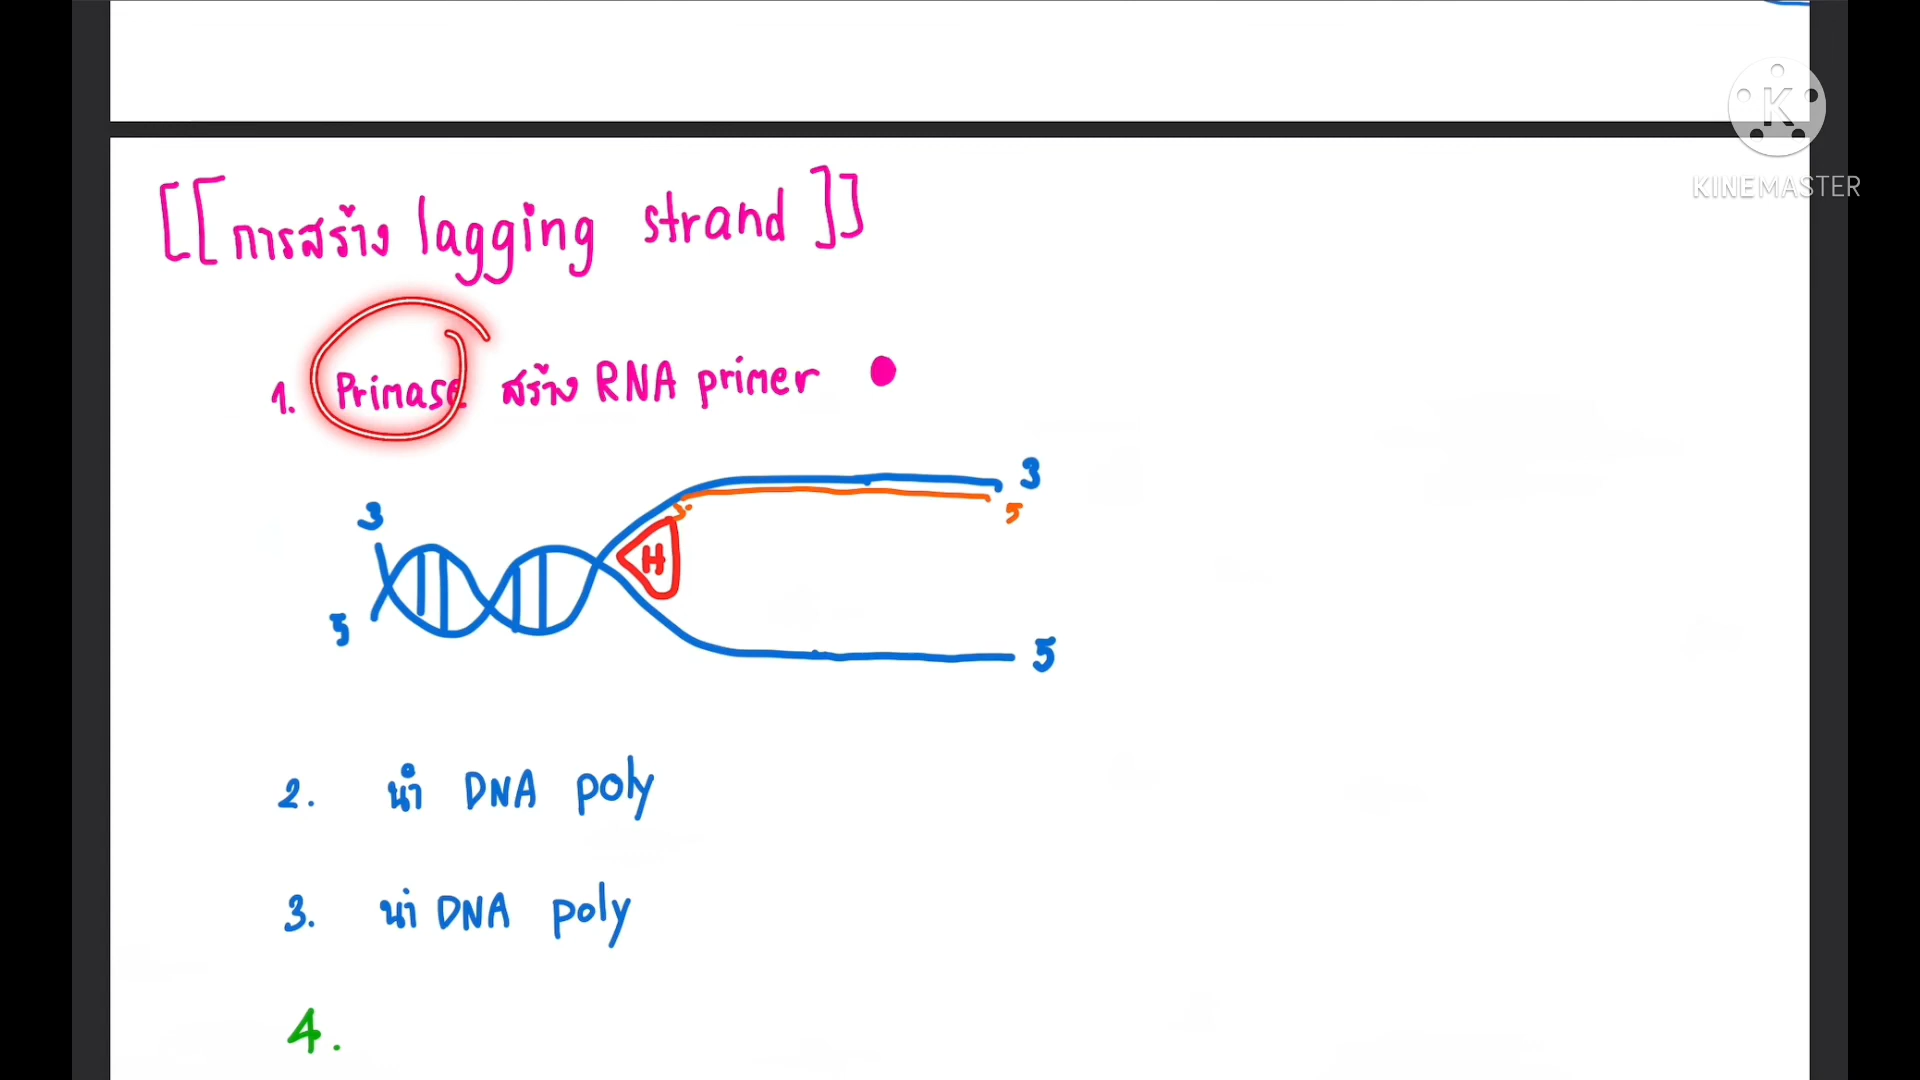 K
KINEMASTER
[[การสร้าง lagging strand]]
1. Primase สร้าง RNA primer
3
5
3
3
5
H
5
2. นำ DNA poly
3. นำ DNA poly
4.